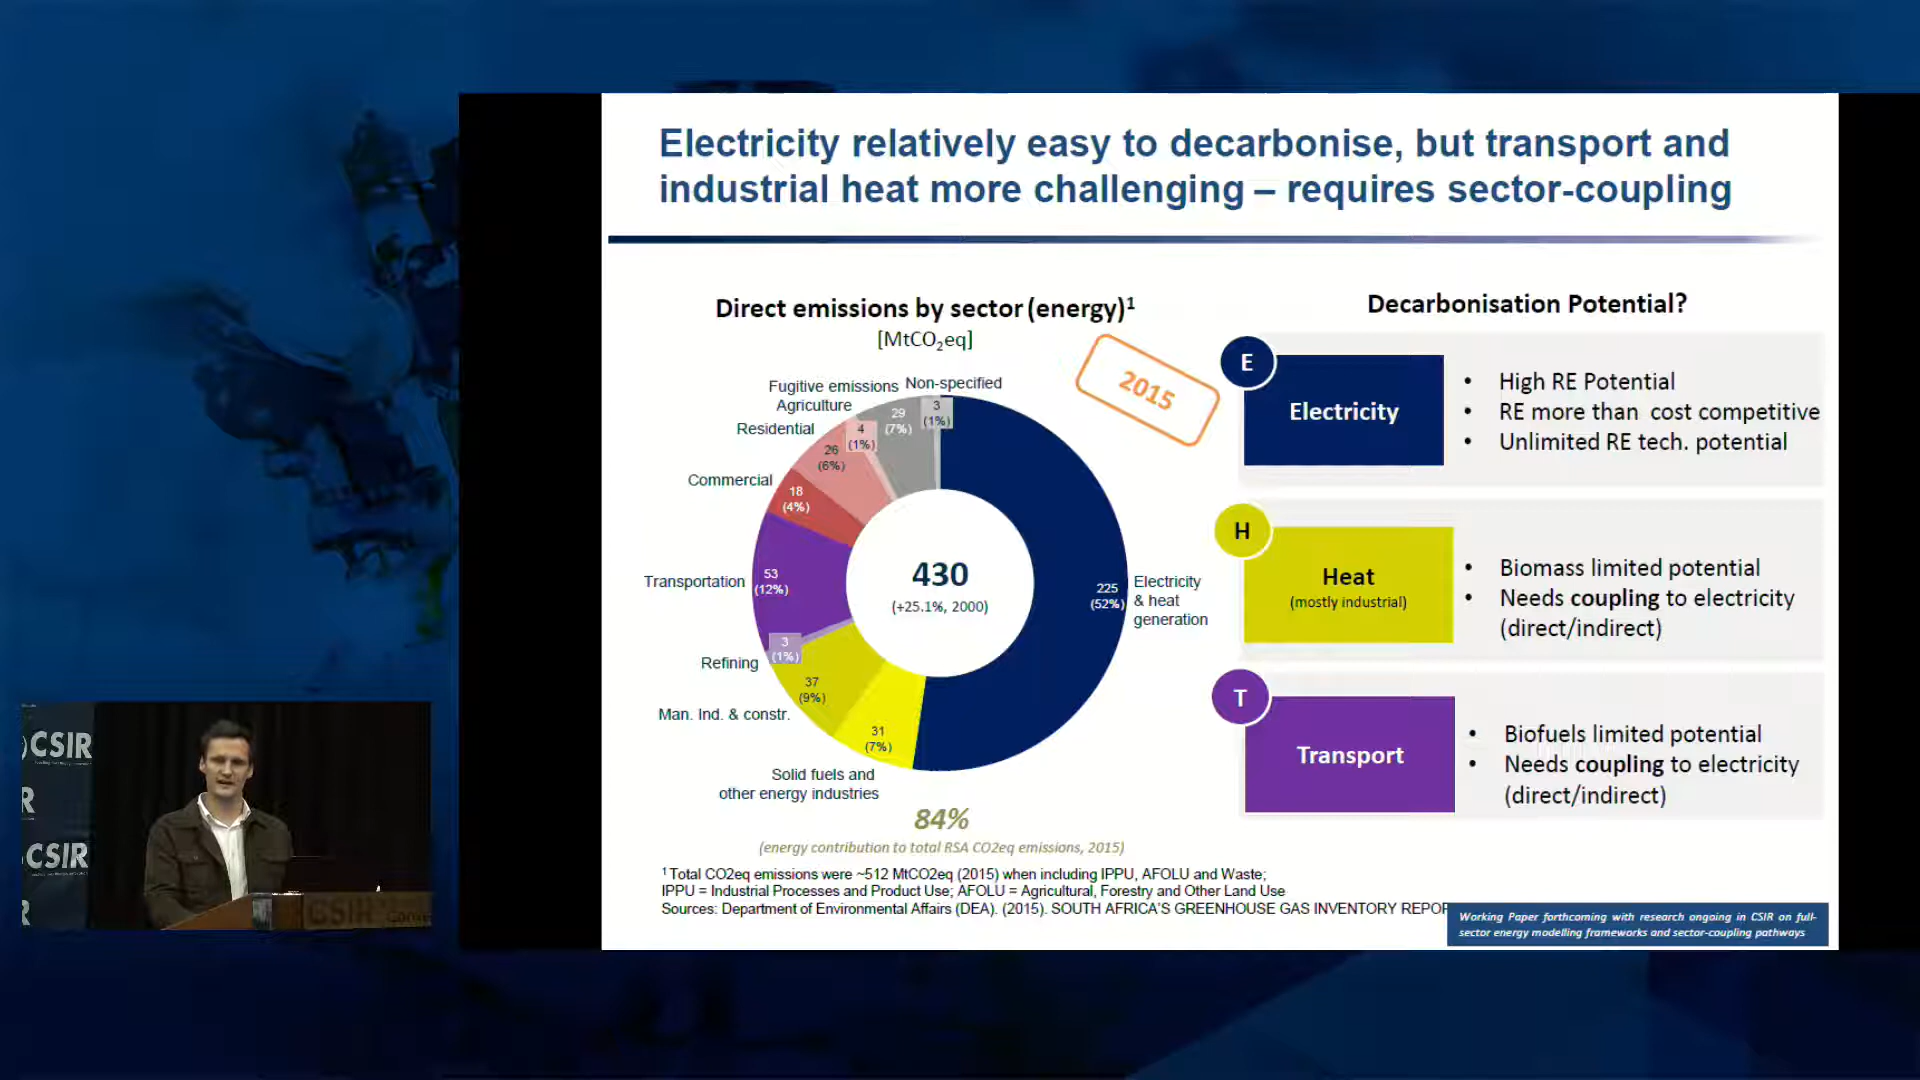 Electricity relatively easy to decarbonise, but transport and
industrial heat more challenging – requires sector-coupling
Direct emissions by sector (energy)1
[MtCO2eq]
2015
Fugitive emissions
Non-specified
Agriculture
Residential
Commercial
Transportation
Refining
Man. Ind. & constr.
Solid fuels and
other energy industries
Electricity
& heat
generation
3
(1%)
29
(7%)
4
(1%)
26
(6%)
18
(4%)
53
(12%)
3
(1%)
37
(9%)
31
(7%)
225
(52%)
430
(+25.1%, 2000)
84%
(energy contribution to total RSA CO2eq emissions, 2015)
Decarbonisation Potential?
E
Electricity
• High RE Potential
• RE more than cost competitive
• Unlimited RE tech. potential
H
Heat
(mostly industrial)
• Biomass limited potential
• Needs coupling to electricity
(direct/indirect)
T
Transport
• Biofuels limited potential
• Needs coupling to electricity
(direct/indirect)
1 Total CO2eq emissions were ~512 MtCO2eq (2015) when including IPPU, AFOLU and Waste;
IPPU = Industrial Processes and Product Use; AFOLU = Agricultural, Forestry and Other Land Use
Sources: Department of Environmental Affairs (DEA). (2015). SOUTH AFRICA'S GREENHOUSE GAS INVENTORY REPOR
Working Paper forthcoming with research ongoing in CSIR on full-
sector energy modelling frameworks and sector-coupling pathways
CSIR
R
CSIR
R
CSIR